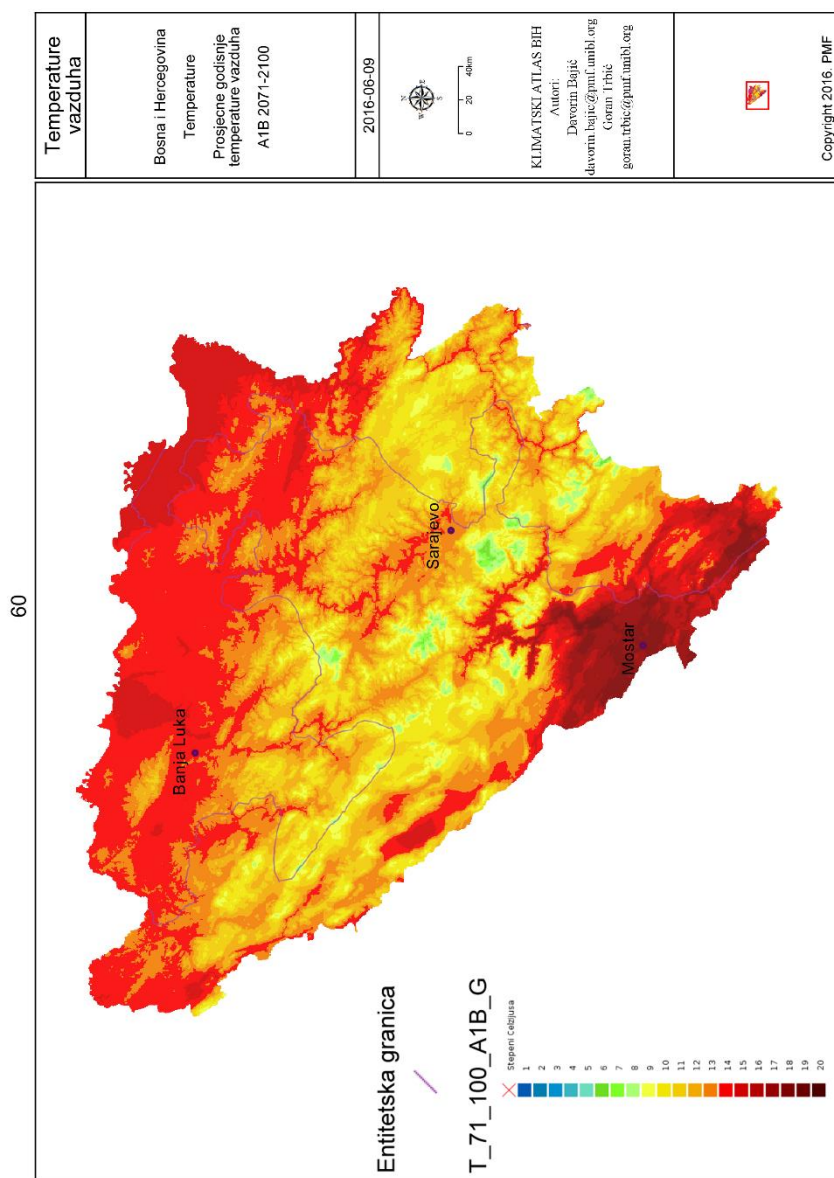 60
Temperature
vazduha
Bosna i Hercegovina
Temperature
Prosjecne godisnje
temperature vazduha
A1B 2071-2100
2016-06-09
N
W E
S
0 20 40km
KLIMATSKI ATLAS BIH
Autori:
Davorin Bajić
davorin.bajic@pmf.unibl.org
Goran Trbić
goran.trbic@pmf.unibl.org
Copyright 2016. PMF
Banja Luka
Sarajevo
Mostar
Entitetska granica
T_71_100_A1B_G
Stepeni Celzijusa
1
2
3
4
5
6
7
8
9
10
11
12
13
14
15
16
17
18
19
20